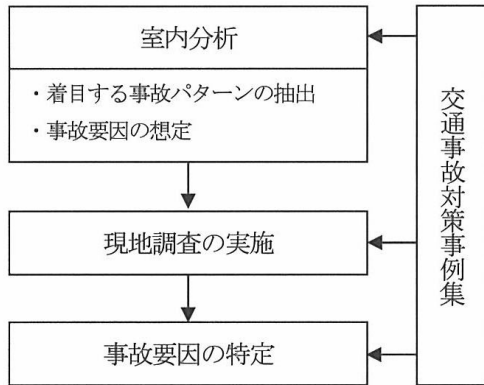 室内分析
・着目する事故パターンの抽出
・事故要因の想定
現地調査の実施
事故要因の特定
交通事故対策事例集